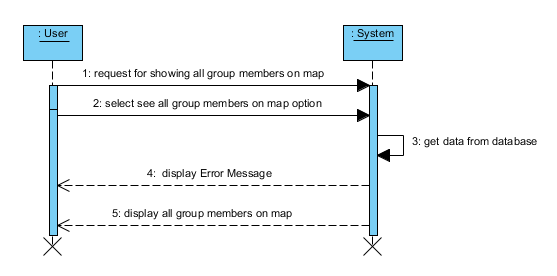 : User
: System
1: request for showing all group members on map
2: select see all group members on map option
3: get data from database
4:  display Error Message
5: display all group members on map